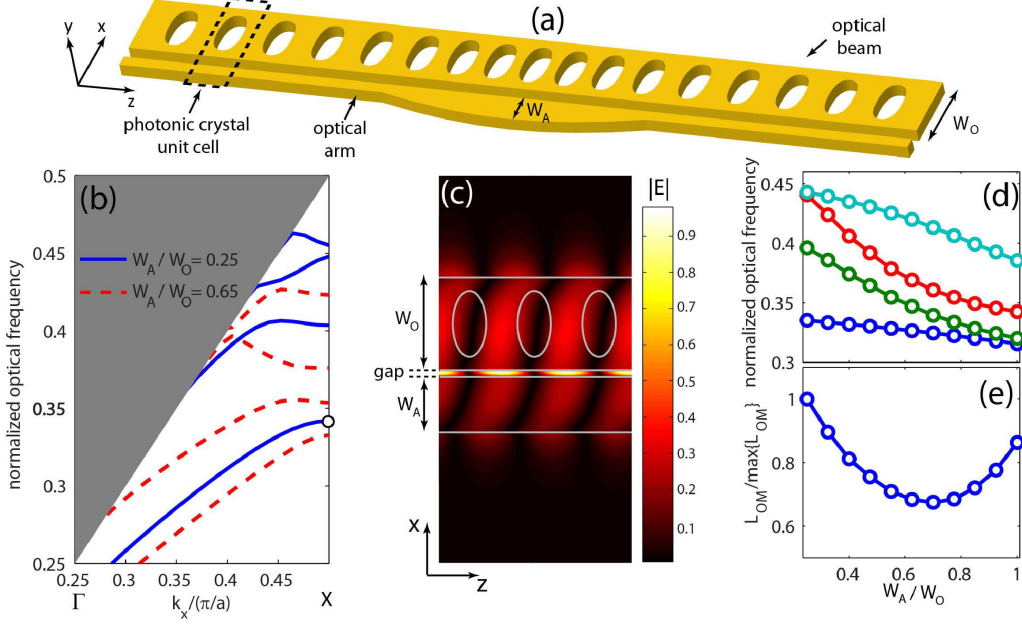 (a)
y
x
z
photonic crystal
unit cell
optical
arm
W_A
optical
beam
W_O
(b)
0.5
0.45
0.4
0.35
0.3
0.25
normalized optical frequency
W_A / W_O = 0.25
W_A / W_O = 0.65
0.25 0.3 0.35 0.4 0.45
Γ k_x/(π/a) X
(c)
W_O
gap
W_A
x
z
|E|
0.9
0.8
0.7
0.6
0.5
0.4
0.3
0.2
0.1
(d)
0.45
0.4
0.35
0.3
normalized optical frequency
(e)
1
0.8
0.6
L_OM/max{L_OM}
0.4 0.6 0.8 1
W_A / W_O